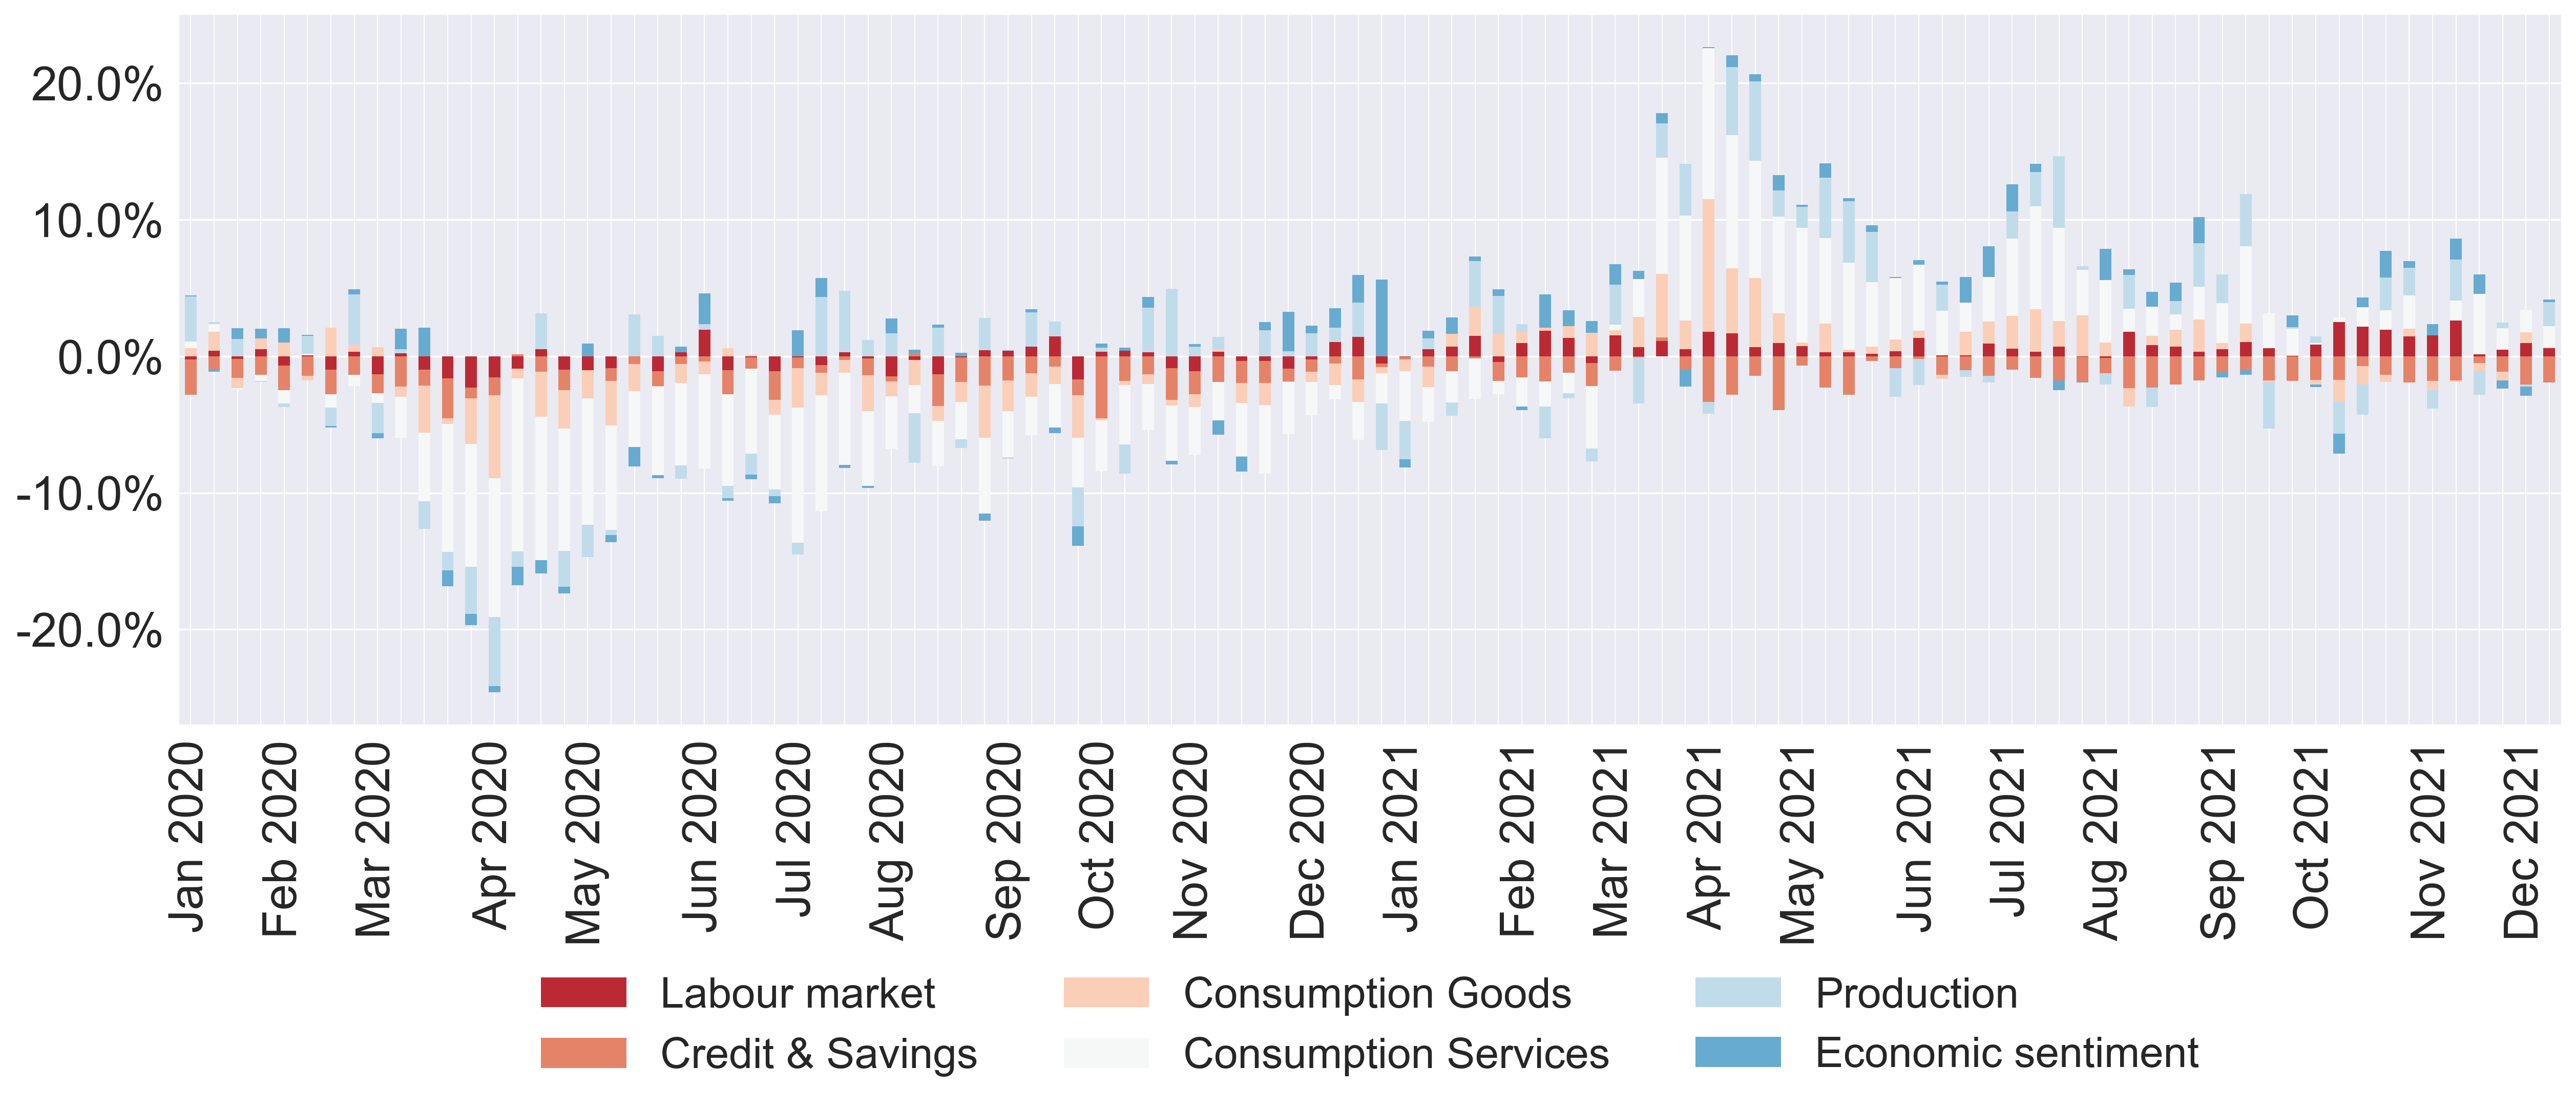 20.0%
10.0%
0.0%
-10.0%
-20.0%
Jan 2020
Feb 2020
Mar 2020
Apr 2020
May 2020
Jun 2020
Jul 2020
Aug 2020
Sep 2020
Oct 2020
Nov 2020
Dec 2020
Jan 2021
Feb 2021
Mar 2021
Apr 2021
May 2021
Jun 2021
Jul 2021
Aug 2021
Sep 2021
Oct 2021
Nov 2021
Dec 2021
Labour market
Credit & Savings
Consumption Goods
Consumption Services
Production
Economic sentiment